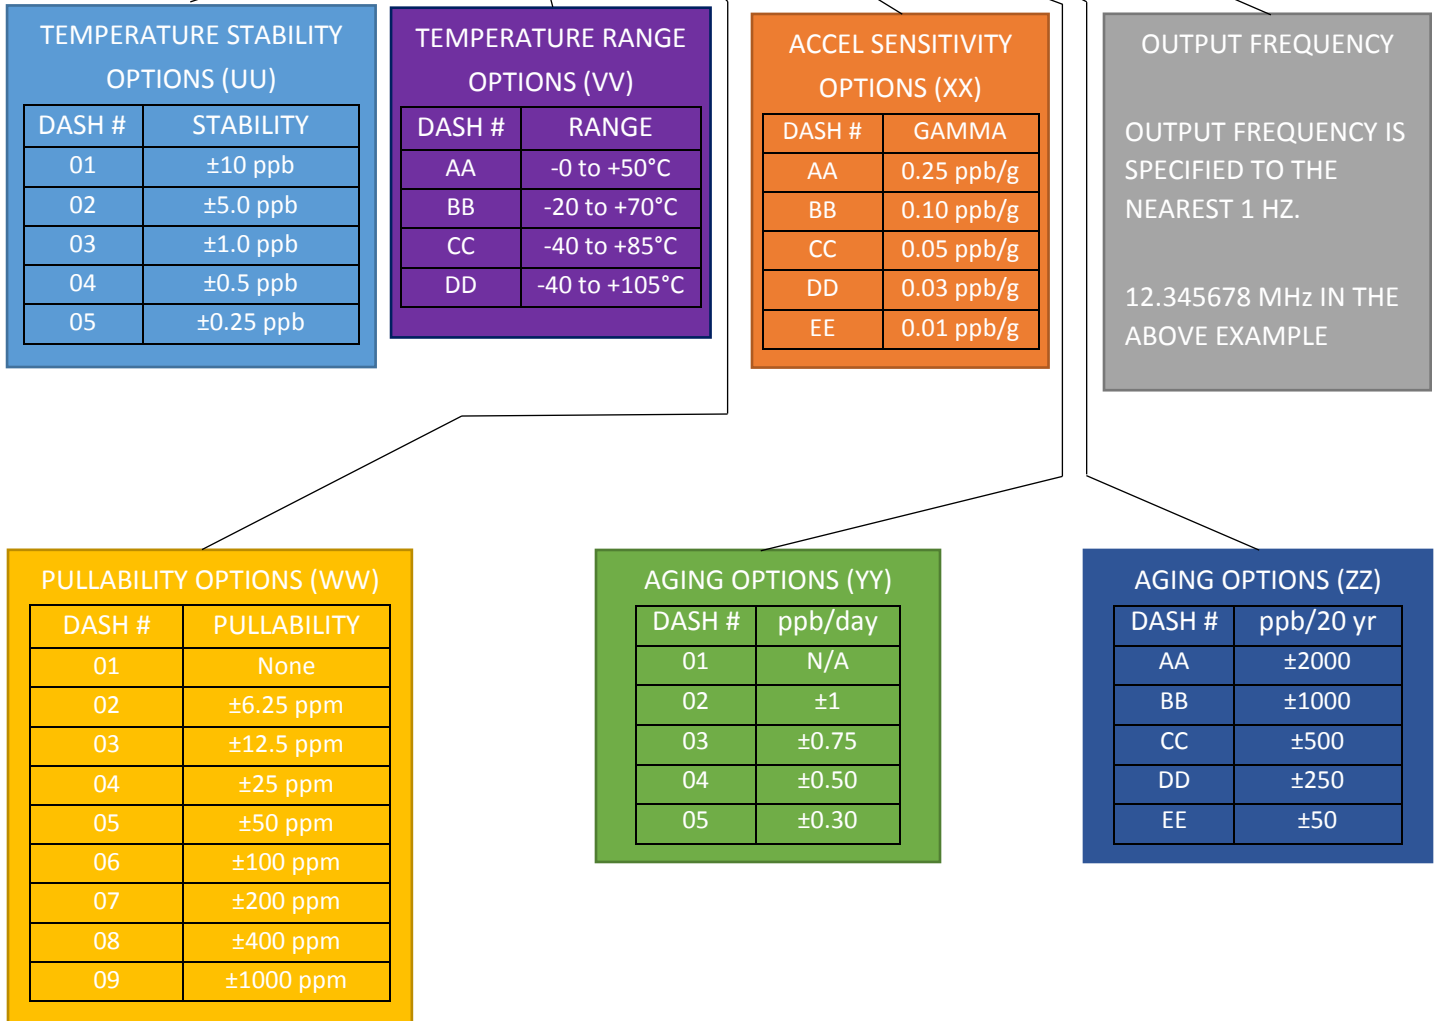 TEMPERATURE STABILITY
OPTIONS (UU)
DASH # STABILITY
01 ±10 ppb
02 ±5.0 ppb
03 ±1.0 ppb
04 ±0.5 ppb
05 ±0.25 ppb
TEMPERATURE RANGE
OPTIONS (VV)
DASH # RANGE
AA -0 to +50°C
BB -20 to +70°C
CC -40 to +85°C
DD -40 to +105°C
ACCEL SENSITIVITY
OPTIONS (XX)
DASH # GAMMA
AA 0.25 ppb/g
BB 0.10 ppb/g
CC 0.05 ppb/g
DD 0.03 ppb/g
EE 0.01 ppb/g
OUTPUT FREQUENCY
OUTPUT FREQUENCY IS
SPECIFIED TO THE
NEAREST 1 HZ.
12.345678 MHz IN THE
ABOVE EXAMPLE
PULLABILITY OPTIONS (WW)
DASH # PULLABILITY
01 None
02 ±6.25 ppm
03 ±12.5 ppm
04 ±25 ppm
05 ±50 ppm
06 ±100 ppm
07 ±200 ppm
08 ±400 ppm
09 ±1000 ppm
AGING OPTIONS (YY)
DASH # ppb/day
01 N/A
02 ±1
03 ±0.75
04 ±0.50
05 ±0.30
AGING OPTIONS (ZZ)
DASH # ppb/20 yr
AA ±2000
BB ±1000
CC ±500
DD ±250
EE ±50